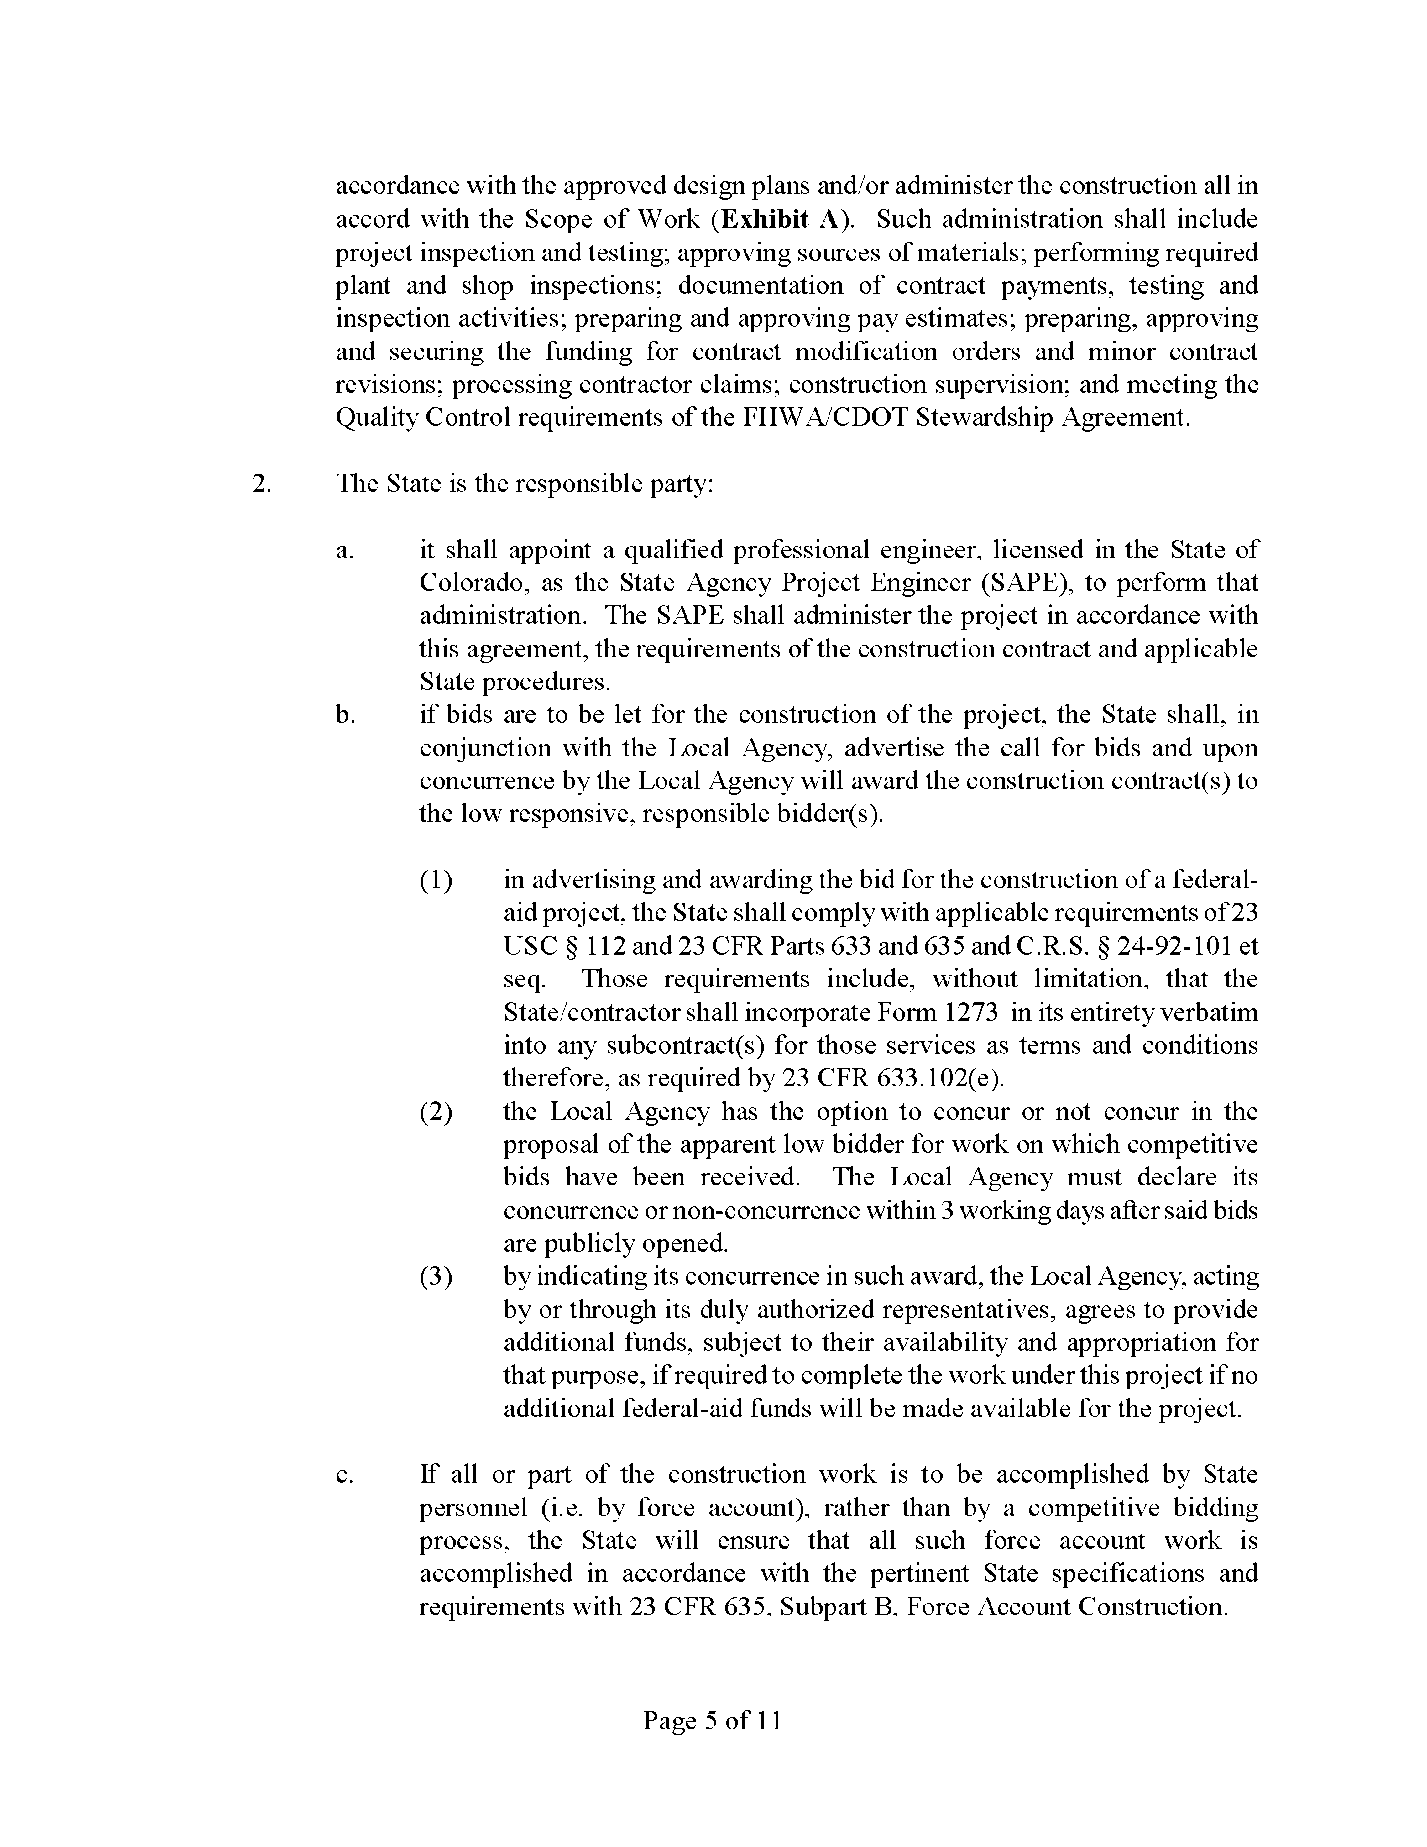 accordance with the approved design plans and/or administer the construction all in
accord with the Scope of Work (Exhibit A). Such administration shall include
project inspection and testing; approving sources of materials; performing required
plant and shop inspections; documentation of contract payments, testing and
inspection activities; preparing and approving pay estimates; preparing, approving
and securing the funding for contract modification orders and minor contract
revisions; processing contractor claims; construction supervision; and meeting the
Quality Control requirements of the FHWA/CDOT Stewardship Agreement.
2. The State is the responsible party:
a. it shall appoint a qualified professional engineer, licensed in the State of
Colorado, as the State Agency Project Engineer (SAPE), to perform that
administration. The SAPE shall administer the project in accordance with
this agreement, the requirements of the construction contract and applicable
State procedures.
b. if bids are to be let for the construction of the project, the State shall, in
conjunction with the Local Agency, advertise the call for bids and upon
concurrence by the Local Agency will award the construction contract(s) to
the low responsive, responsible bidder(s).
(1) in advertising and awarding the bid for the construction of a federal-
aid project, the State shall comply with applicable requirements of 23
USC § 112 and 23 CFR Parts 633 and 635 and C.R.S. § 24-92-101 et
seq. Those requirements include, without limitation, that the
State/contractor shall incorporate Form 1273 in its entirety verbatim
into any subcontract(s) for those services as terms and conditions
therefore, as required by 23 CFR 633.102(e).
(2) the Local Agency has the option to concur or not concur in the
proposal of the apparent low bidder for work on which competitive
bids have been received. The Local Agency must declare its
concurrence or non-concurrence within 3 working days after said bids
are publicly opened.
(3) by indicating its concurrence in such award, the Local Agency, acting
by or through its duly authorized representatives, agrees to provide
additional funds, subject to their availability and appropriation for
that purpose, if required to complete the work under this project if no
additional federal-aid funds will be made available for the project.
c. If all or part of the construction work is to be accomplished by State
personnel (i.e. by force account), rather than by a competitive bidding
process, the State will ensure that all such force account work is
accomplished in accordance with the pertinent State specifications and
requirements with 23 CFR 635, Subpart B, Force Account Construction.
Page 5 of 11